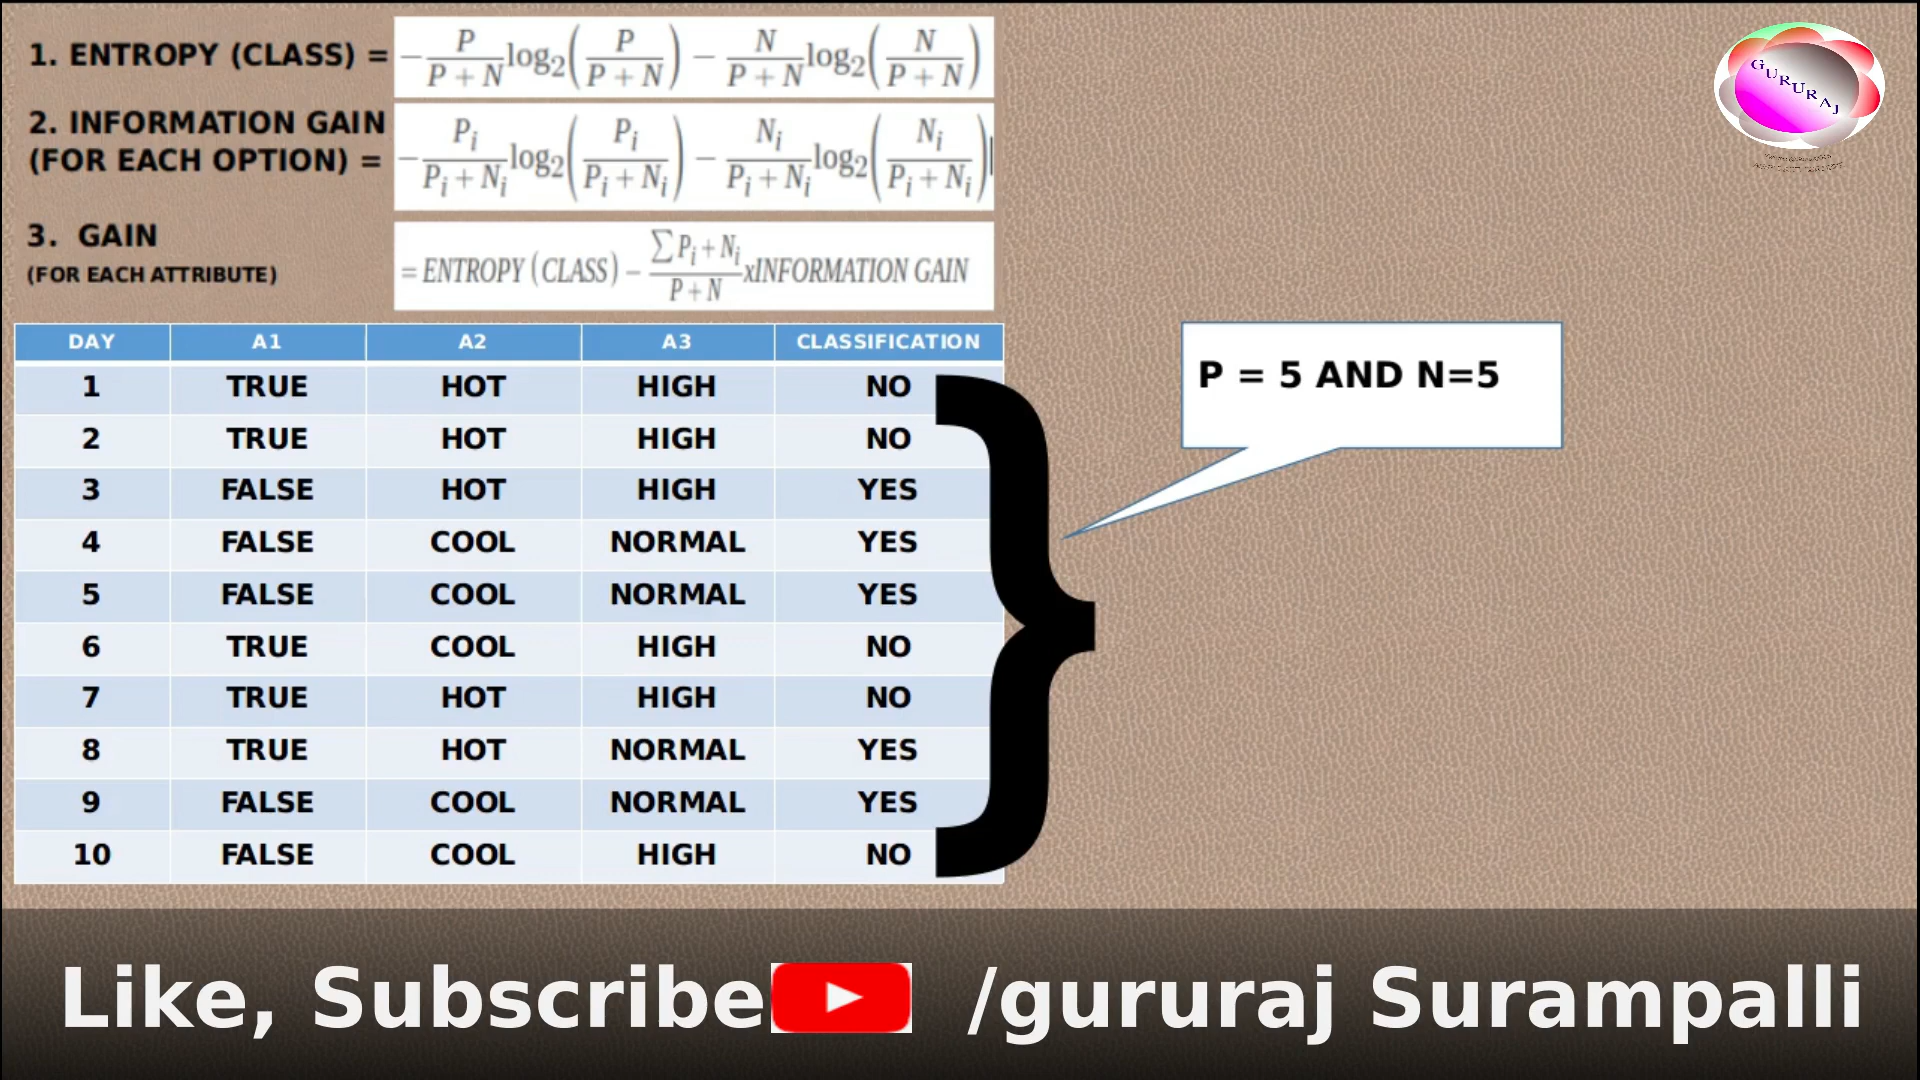 1. ENTROPY (CLASS) = −P/(P + N) log₂(P/(P + N)) − N/(P + N) log₂(N/(P + N))
2. INFORMATION GAIN
(FOR EACH OPTION) = −Pᵢ/(Pᵢ + Nᵢ) log₂(Pᵢ/(Pᵢ + Nᵢ)) − Nᵢ/(Pᵢ + Nᵢ) log₂(Nᵢ/(Pᵢ + Nᵢ))
3. GAIN
(FOR EACH ATTRIBUTE)
= ENTROPY (CLASS) − (∑Pᵢ + Nᵢ)/(P + N) xINFORMATION GAIN
GURURAJ
DAY A1 A2 A3 CLASSIFICATION
1 TRUE HOT HIGH NO
2 TRUE HOT HIGH NO
3 FALSE HOT HIGH YES
4 FALSE COOL NORMAL YES
5 FALSE COOL NORMAL YES
6 TRUE COOL HIGH NO
7 TRUE HOT HIGH NO
8 TRUE HOT NORMAL YES
9 FALSE COOL NORMAL YES
10 FALSE COOL HIGH NO
}
P = 5 AND N=5
Like, Subscribe /gururaj Surampalli